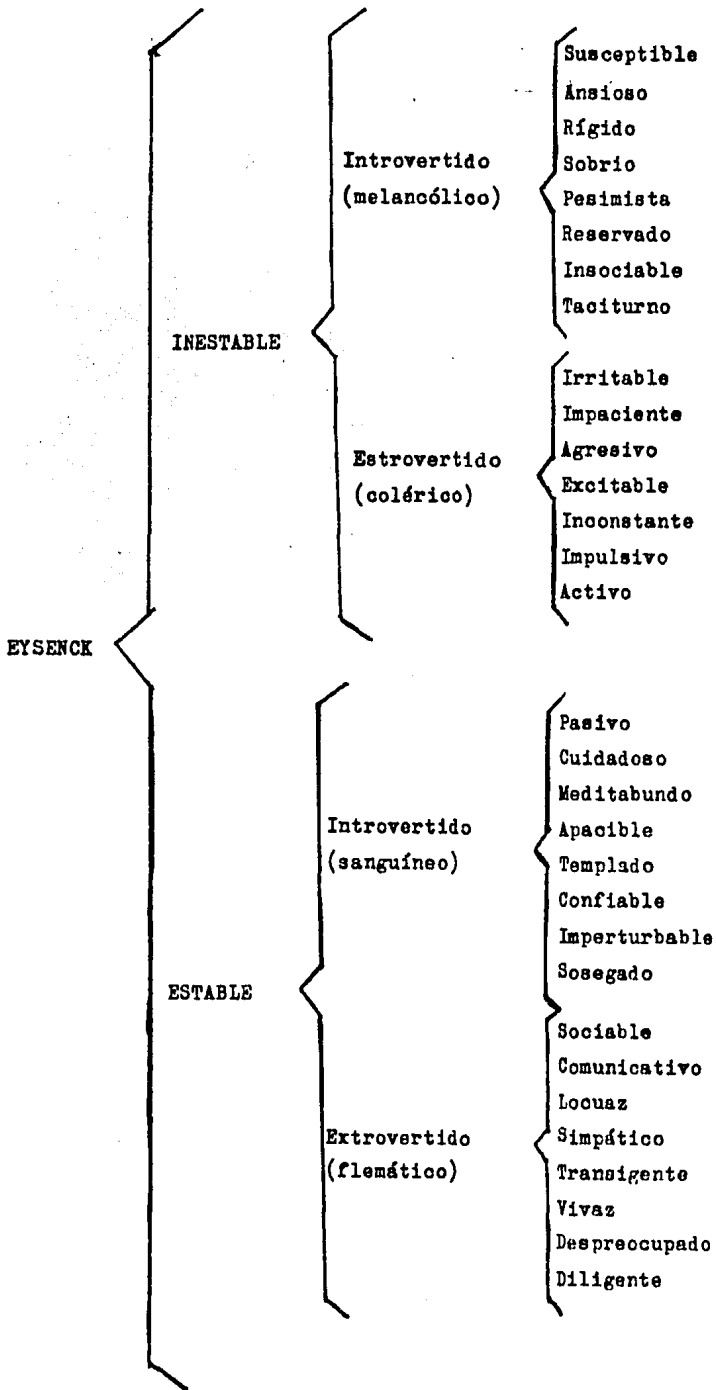 Susceptible
Ansioso
Rígido
Introvertido
Sobrio
(melancólico)
Pesimista
Reservado
Insociable
Taciturno
INESTABLE
Irritable
Impaciente
Estrovertido
Agresivo
(colérico)
Excitable
Inconstante
Impulsivo
Activo
EYSENCK
Pasivo
Cuidadoso
Meditabundo
Introvertido
Apacible
(sanguíneo)
Templado
Confiable
Imperturbable
Sosegado
ESTABLE
Sociable
Comunicativo
Locuaz
Extrovertido
Simpático
(flemático)
Transigente
Vivaz
Despreocupado
Diligente